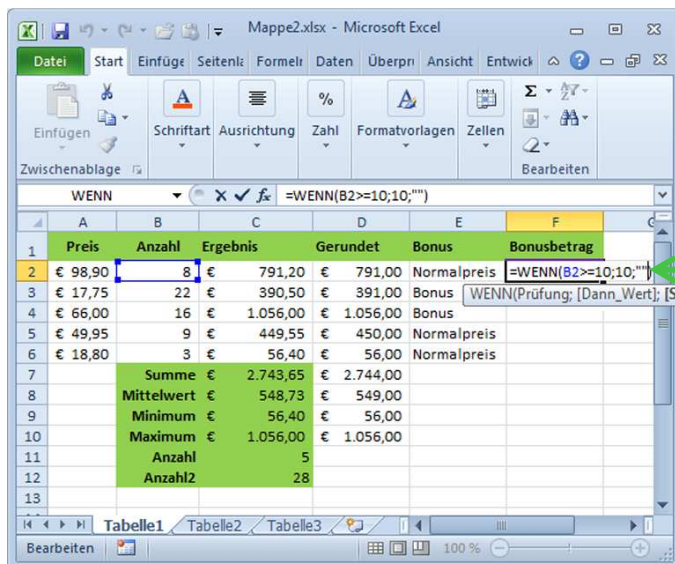 Mappe2.xlsx - Microsoft Excel
Datei Start Einfüge Seitenla Formeln Daten Überpr Ansicht Entwick
Einfügen Schriftart Ausrichtung Zahl Formatvorlagen Zellen
Zwischenablage Bearbeiten
WENN fx =WENN(B2>=10;10;"")
A B C D E F G
1 Preis Anzahl Ergebnis Gerundet Bonus Bonusbetrag
2 € 98,90 8 € 791,20 € 791,00 Normalpreis =WENN(B2>=10;10;"")
3 € 17,75 22 € 390,50 € 391,00 Bonus WENN(Prüfung; [Dann_Wert]; [S
4 € 66,00 16 € 1.056,00 € 1.056,00 Bonus
5 € 49,95 9 € 449,55 € 450,00 Normalpreis
6 € 18,80 3 € 56,40 € 56,00 Normalpreis
7 Summe € 2.743,65 € 2.744,00
8 Mittelwert € 548,73 € 549,00
9 Minimum € 56,40 € 56,00
10 Maximum € 1.056,00 € 1.056,00
11 Anzahl 5
12 Anzahl2 28
13
Tabelle1 Tabelle2 Tabelle3
Bearbeiten 100 %